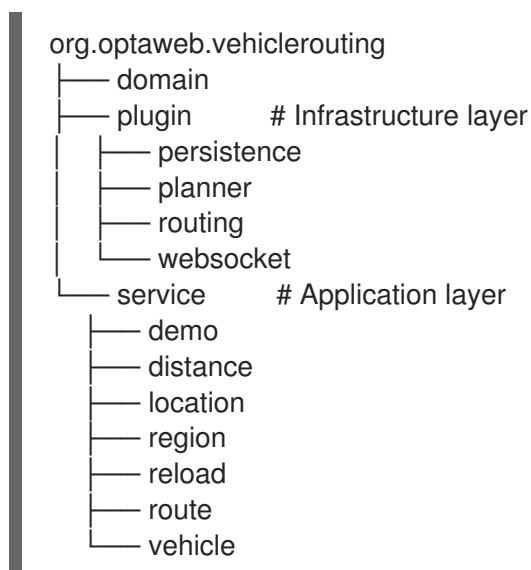 org.optaweb.vehiclerouting
├── domain
├── plugin # Infrastructure layer
│ ├── persistence
│ ├── planner
│ ├── routing
│ └── websocket
└── service # Application layer
├── demo
├── distance
├── location
├── region
├── reload
├── route
└── vehicle